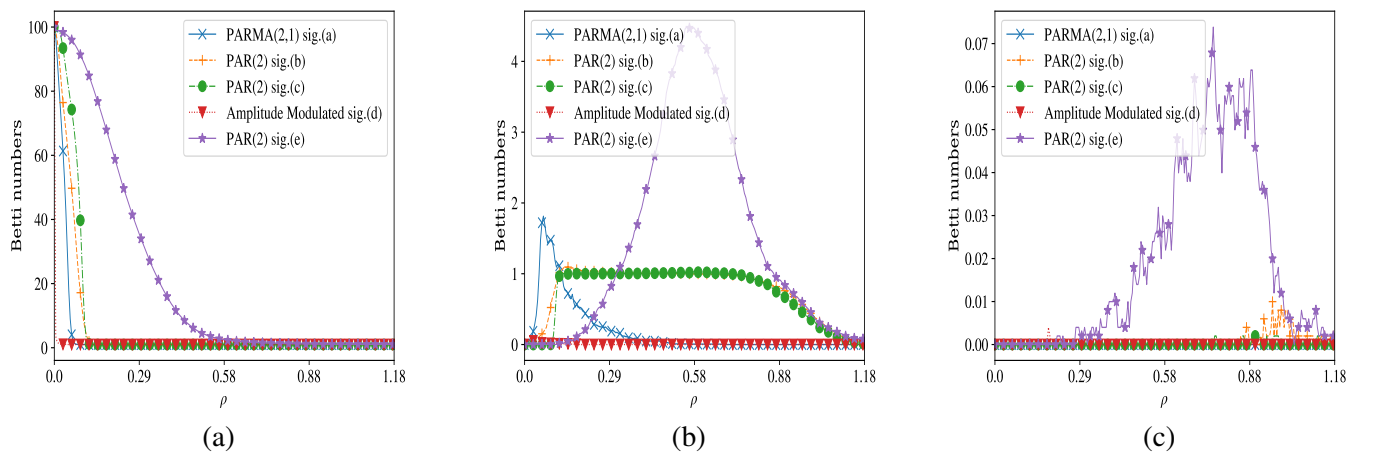 100
80
60
40
20
0
Betti numbers
PARMA(2,1) sig.(a)
PAR(2) sig.(b)
PAR(2) sig.(c)
Amplitude Modulated sig.(d)
PAR(2) sig.(e)
0.0 0.29 0.58 0.88 1.18
ρ
(a)
4
3
2
1
0
Betti numbers
PARMA(2,1) sig.(a)
PAR(2) sig.(b)
PAR(2) sig.(c)
Amplitude Modulated sig.(d)
PAR(2) sig.(e)
0.0 0.29 0.58 0.88 1.18
ρ
(b)
0.07
0.06
0.05
0.04
0.03
0.02
0.01
0.00
Betti numbers
PARMA(2,1) sig.(a)
PAR(2) sig.(b)
PAR(2) sig.(c)
Amplitude Modulated sig.(d)
PAR(2) sig.(e)
0.0 0.29 0.58 0.88 1.18
ρ
(c)